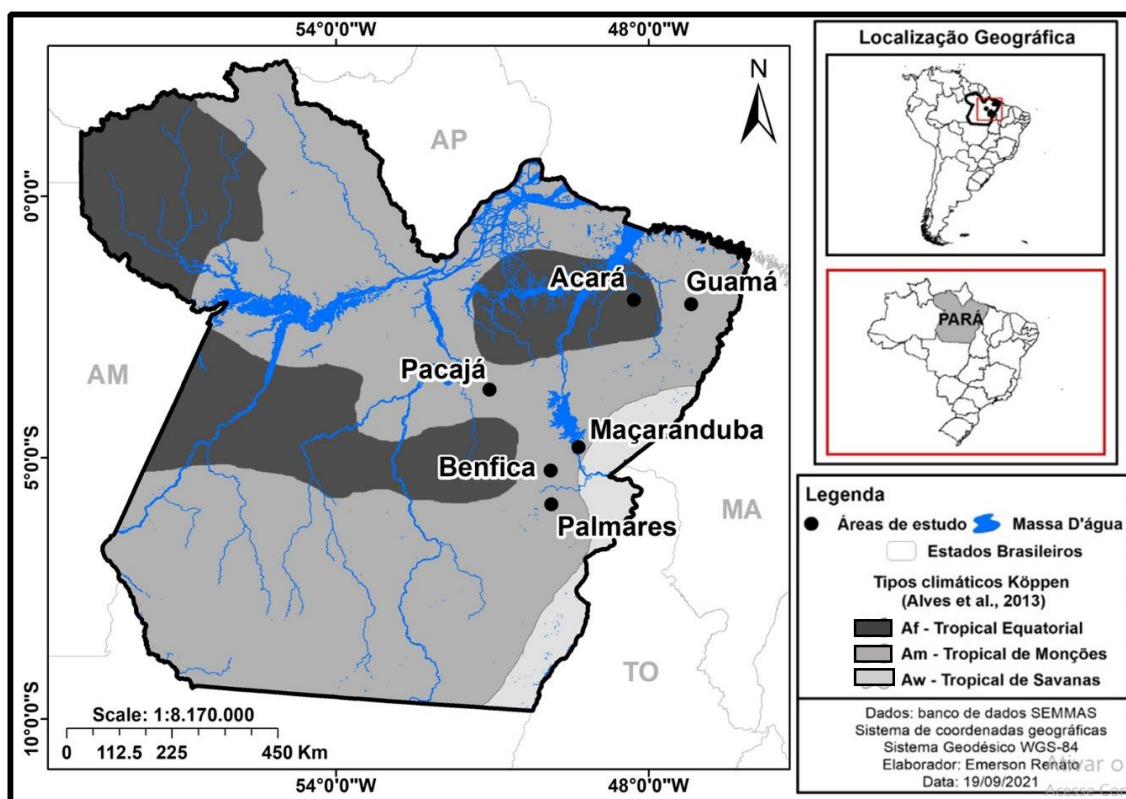 54°0'0"W
48°0'0"W
N
AP
0°0'0"
Acará
Guamá
AM
Pacajá
Maçaranduba
5°0'0"S
Benfica
MA
Palmares
TO
10°0'0"S
Scale: 1:8.170.000
0 112.5 225 450 Km
54°0'0"W
48°0'0"W
Localização Geográfica
PARÁ
Legenda
Áreas de estudo Massa D'água
Estados Brasileiros
Tipos climáticos Köppen
(Alves et al., 2013)
Af - Tropical Equatorial
Am - Tropical de Monções
Aw - Tropical de Savanas
Dados: banco de dados SEMMAS
Sistema de coordenadas geográficas
Sistema Geodésico WGS-84
Elaborador: Emerson Renato
Data: 19/09/2021